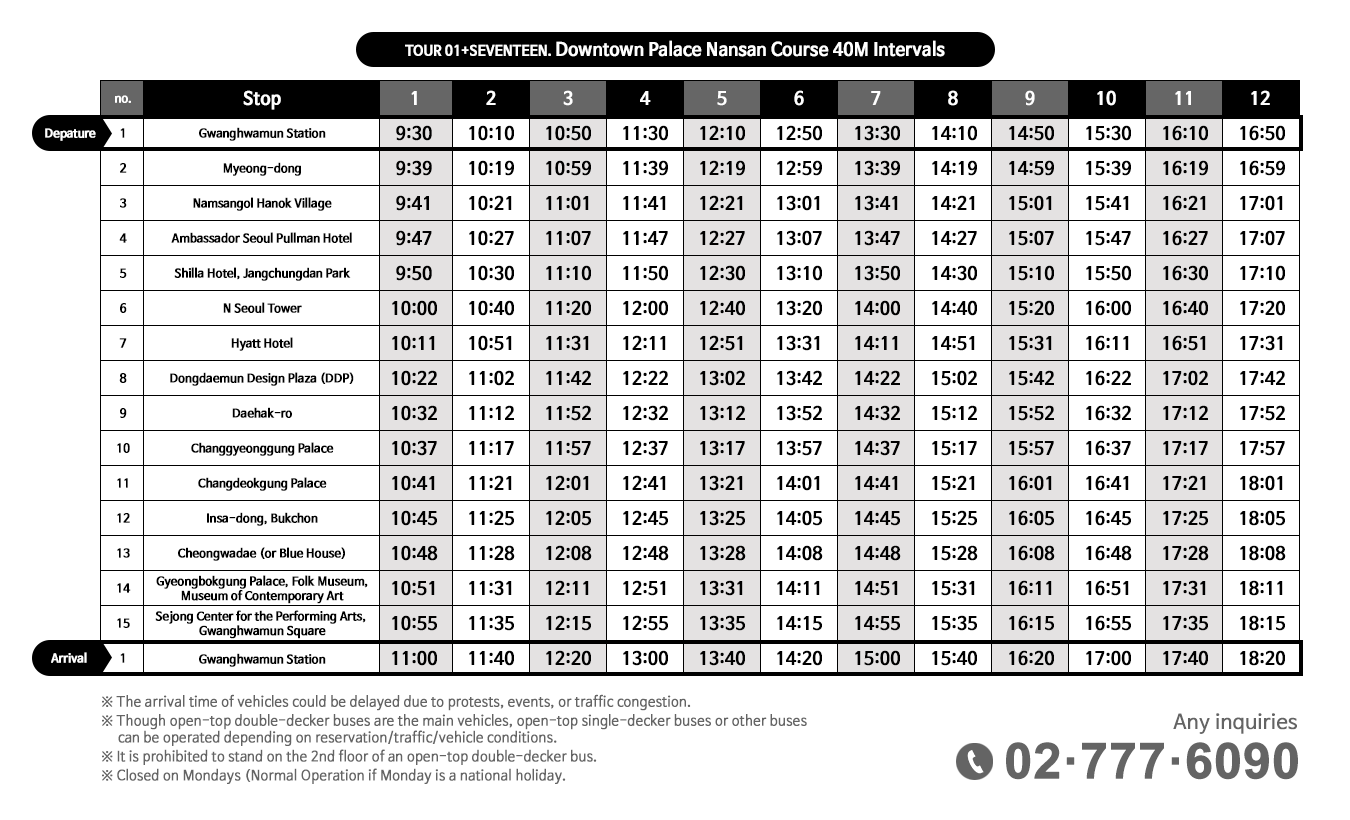 TOUR 01+SEVENTEEN. Downtown Palace Nansan Course 40M Intervals
no. Stop 1 2 3 4 5 6 7 8 9 10 11 12
Depature 1 Gwanghwamun Station 9:30 10:10 10:50 11:30 12:10 12:50 13:30 14:10 14:50 15:30 16:10 16:50
2 Myeong-dong 9:39 10:19 10:59 11:39 12:19 12:59 13:39 14:19 14:59 15:39 16:19 16:59
3 Namsangol Hanok Village 9:41 10:21 11:01 11:41 12:21 13:01 13:41 14:21 15:01 15:41 16:21 17:01
4 Ambassador Seoul Pullman Hotel 9:47 10:27 11:07 11:47 12:27 13:07 13:47 14:27 15:07 15:47 16:27 17:07
5 Shilla Hotel, Jangchungdan Park 9:50 10:30 11:10 11:50 12:30 13:10 13:50 14:30 15:10 15:50 16:30 17:10
6 N Seoul Tower 10:00 10:40 11:20 12:00 12:40 13:20 14:00 14:40 15:20 16:00 16:40 17:20
7 Hyatt Hotel 10:11 10:51 11:31 12:11 12:51 13:31 14:11 14:51 15:31 16:11 16:51 17:31
8 Dongdaemun Design Plaza (DDP) 10:22 11:02 11:42 12:22 13:02 13:42 14:22 15:02 15:42 16:22 17:02 17:42
9 Daehak-ro 10:32 11:12 11:52 12:32 13:12 13:52 14:32 15:12 15:52 16:32 17:12 17:52
10 Changgyeonggung Palace 10:37 11:17 11:57 12:37 13:17 13:57 14:37 15:17 15:57 16:37 17:17 17:57
11 Changdeokgung Palace 10:41 11:21 12:01 12:41 13:21 14:01 14:41 15:21 16:01 16:41 17:21 18:01
12 Insa-dong, Bukchon 10:45 11:25 12:05 12:45 13:25 14:05 14:45 15:25 16:05 16:45 17:25 18:05
13 Cheongwadae (or Blue House) 10:48 11:28 12:08 12:48 13:28 14:08 14:48 15:28 16:08 16:48 17:28 18:08
14 Gyeongbokgung Palace, Folk Museum,
Museum of Contemporary Art 10:51 11:31 12:11 12:51 13:31 14:11 14:51 15:31 16:11 16:51 17:31 18:11
15 Sejong Center for the Performing Arts,
Gwanghwamun Square 10:55 11:35 12:15 12:55 13:35 14:15 14:55 15:35 16:15 16:55 17:35 18:15
Arrival 1 Gwanghwamun Station 11:00 11:40 12:20 13:00 13:40 14:20 15:00 15:40 16:20 17:00 17:40 18:20
※ The arrival time of vehicles could be delayed due to protests, events, or traffic congestion.
※ Though open-top double-decker buses are the main vehicles, open-top single-decker buses or other buses
can be operated depending on reservation/traffic/vehicle conditions.
※ It is prohibited to stand on the 2nd floor of an open-top double-decker bus.
※ Closed on Mondays (Normal Operation if Monday is a national holiday.
Any inquiries
02·777·6090